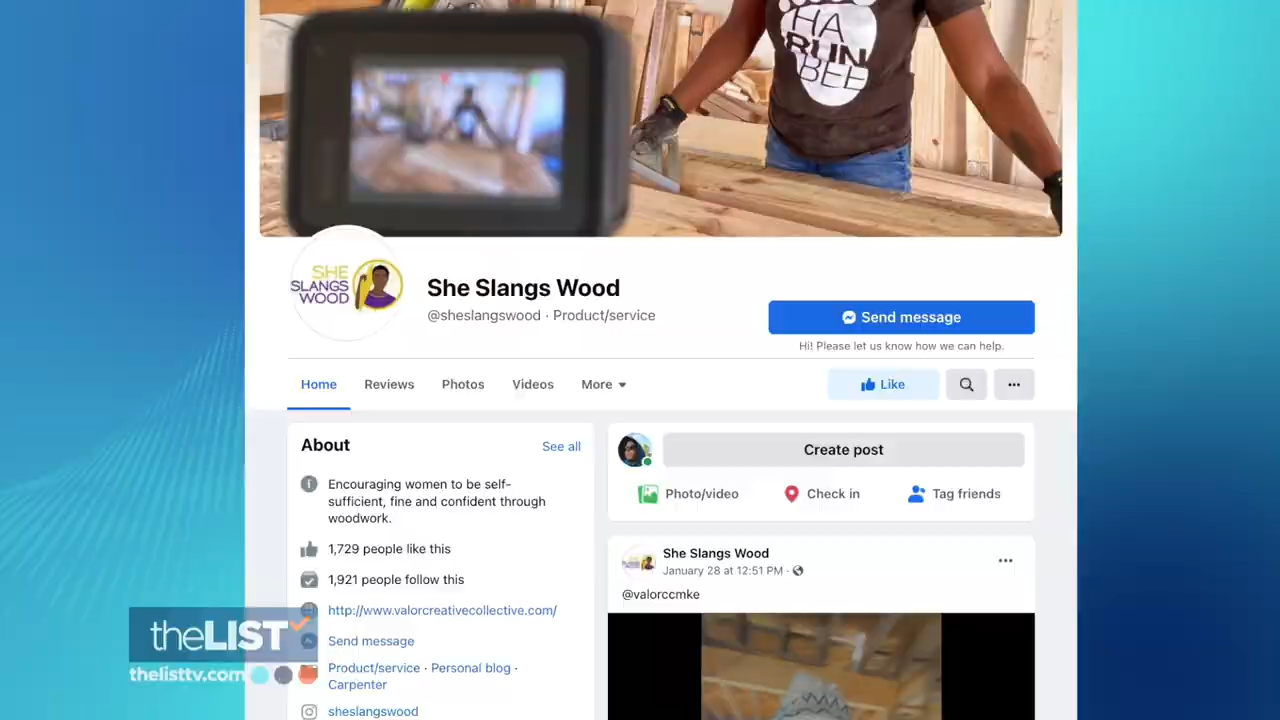 HA
RUN
BEE
SHE
SLANGS
WOOD
She Slangs Wood
@sheslangswood · Product/service
Send message
Hi! Please let us know how we can help.
Home
Reviews
Photos
Videos
More
Like
About
See all
Encouraging women to be self-
sufficient, fine and confident through
woodwork.
1,729 people like this
1,921 people follow this
http://www.valorcreativecollective.com/
Send message
Product/service · Personal blog ·
Carpenter
sheslangswood
Create post
Photo/video
Check in
Tag friends
She Slangs Wood
January 28 at 12:51 PM ·
@valorccmke
theLIST
thelisttv.com